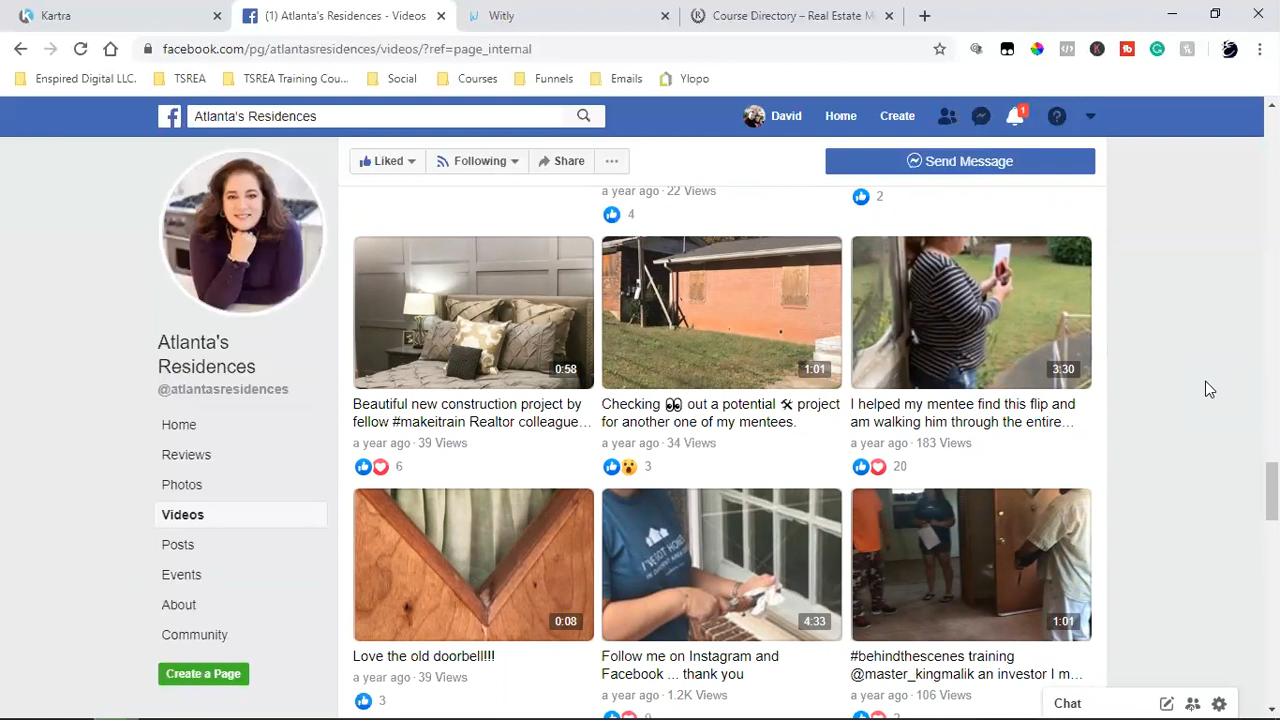 Kartra
(1) Atlanta's Residences - Videos
Witly
Course Directory – Real Estate M
facebook.com/pg/atlantasresidences/videos/?ref=page_internal
Enspired Digital LLC.
TSREA
TSREA Training Cou...
Social
Courses
Funnels
Emails
Ylopo
Atlanta's Residences
David
Home
Create
1
Liked
Following
Share
Send Message
a year ago · 22 Views
4
2
Atlanta's
Residences
@atlantasresidences
Home
Reviews
Photos
Videos
Posts
Events
About
Community
Create a Page
0:58
Beautiful new construction project by
fellow #makeitrain Realtor colleague...
a year ago · 39 Views
6
1:01
Checking 👀 out a potential 🛠 project
for another one of my mentees.
a year ago · 34 Views
3
3:30
I helped my mentee find this flip and
am walking him through the entire...
a year ago · 183 Views
20
0:08
Love the old doorbell!!!
a year ago · 39 Views
3
I'VE GOT HOMES
4:33
Follow me on Instagram and
Facebook ... thank you
a year ago · 1.2K Views
1:01
#behindthescenes training
@master_kingmalik an investor I m...
a year ago · 106 Views
Chat